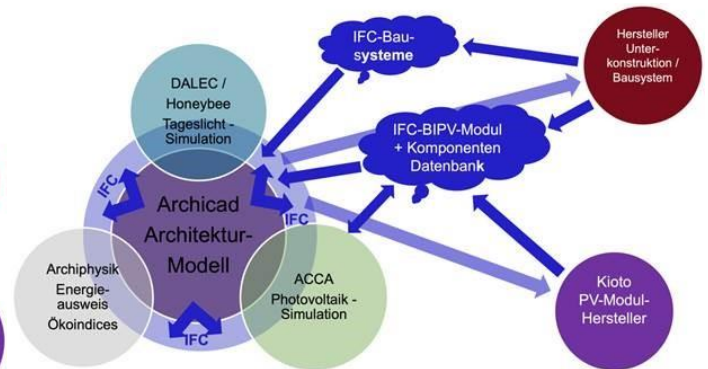 IFC-Bau-
systeme
Hersteller
Unter-
konstruktion /
Bausystem
DALEC /
Honeybee
Tageslicht -
Simulation
IFC-BIPV-Modul
+ Komponenten
Datenbank
IFC
Archicad
Architektur-
Modell
IFC
Archiphysik
Energie-
ausweis
Ökoindices
ACCA
Photovoltaik -
Simulation
IFC
Kioto
PV-Modul-
Hersteller